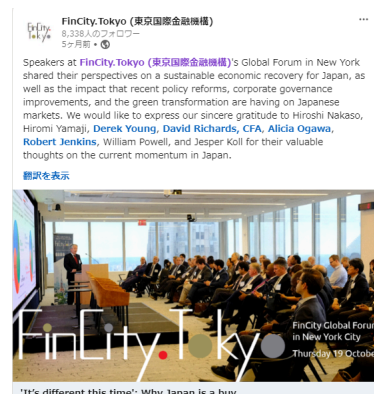 FinCity.
Tokyo
FinCity.Tokyo (東京国際金融機構)
8,338人のフォロワー
5ヶ月前 •
Speakers at FinCity.Tokyo (東京国際金融機構)'s Global Forum in New York
shared their perspectives on a sustainable economic recovery for Japan, as
well as the impact that recent policy reforms, corporate governance
improvements, and the green transformation are having on Japanese
markets. We would like to express our sincere gratitude to Hiroshi Nakaso,
Hiromi Yamaji, Derek Young, David Richards, CFA, Alicia Ogawa,
Robert Jenkins, William Powell, and Jesper Koll for their valuable
thoughts on the current momentum in Japan.
翻訳を表示
FinCity.Tokyo
FinCity Global Forum
in New York City
Thursday 19 Octobe
'It's different this time': Why Japan is a buy